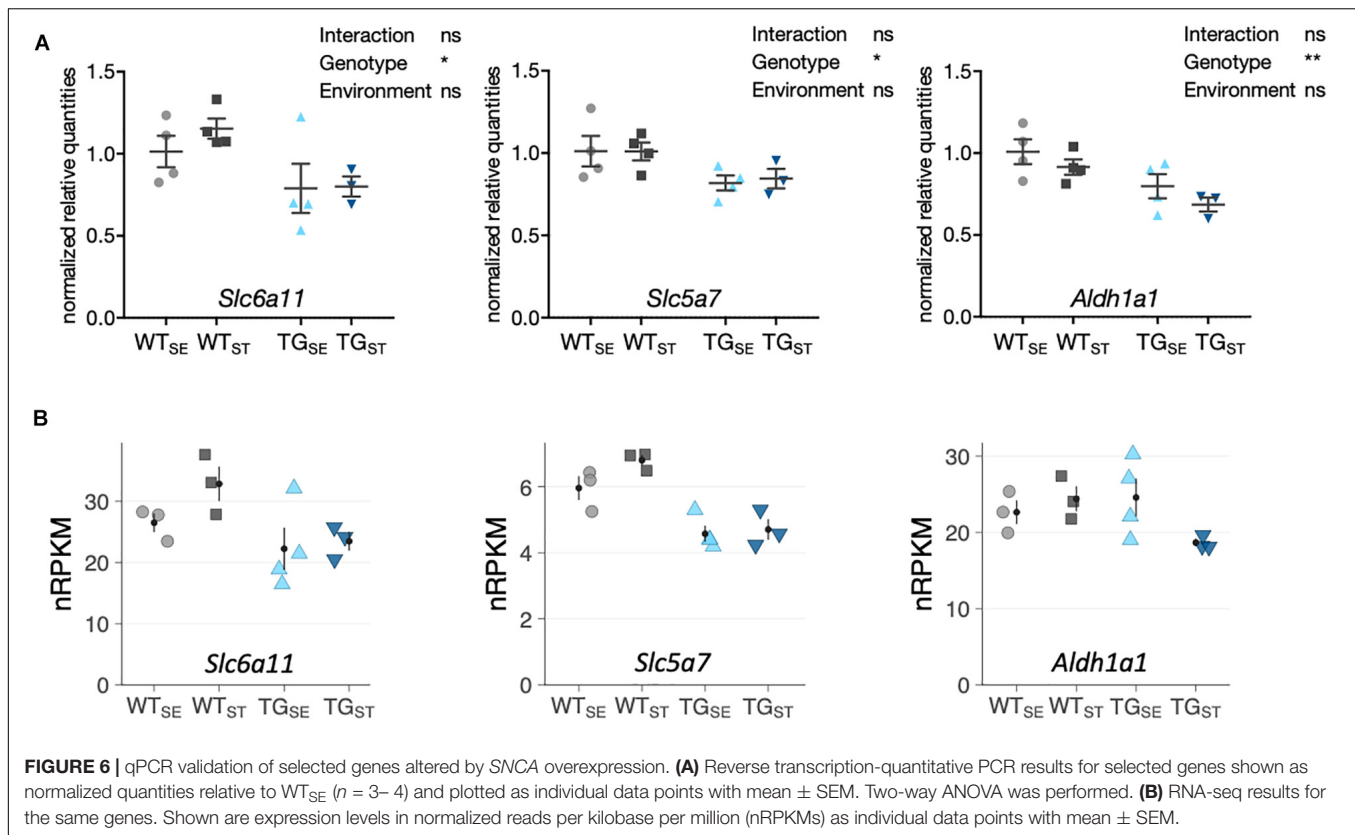 A
Interaction ns
Genotype *
Environment ns
normalized relative quantities
1.5
1.0
0.5
0.0
Slc6a11
WTSE WTST TGSE TGST
Interaction ns
Genotype *
Environment ns
normalized relative quantities
1.5
1.0
0.5
0.0
Slc5a7
WTSE WTST TGSE TGST
Interaction ns
Genotype **
Environment ns
normalized relative quantities
1.5
1.0
0.5
0.0
Aldh1a1
WTSE WTST TGSE TGST
B
nRPKM
30
20
10
0
Slc6a11
WTSE WTST TGSE TGST
nRPKM
6
4
2
0
Slc5a7
WTSE WTST TGSE TGST
nRPKM
30
20
10
0
Aldh1a1
WTSE WTST TGSE TGST
FIGURE 6 | qPCR validation of selected genes altered by SNCA overexpression. (A) Reverse transcription-quantitative PCR results for selected genes shown as
normalized quantities relative to WTSE (n = 3– 4) and plotted as individual data points with mean ± SEM. Two-way ANOVA was performed. (B) RNA-seq results for
the same genes. Shown are expression levels in normalized reads per kilobase per million (nRPKMs) as individual data points with mean ± SEM.